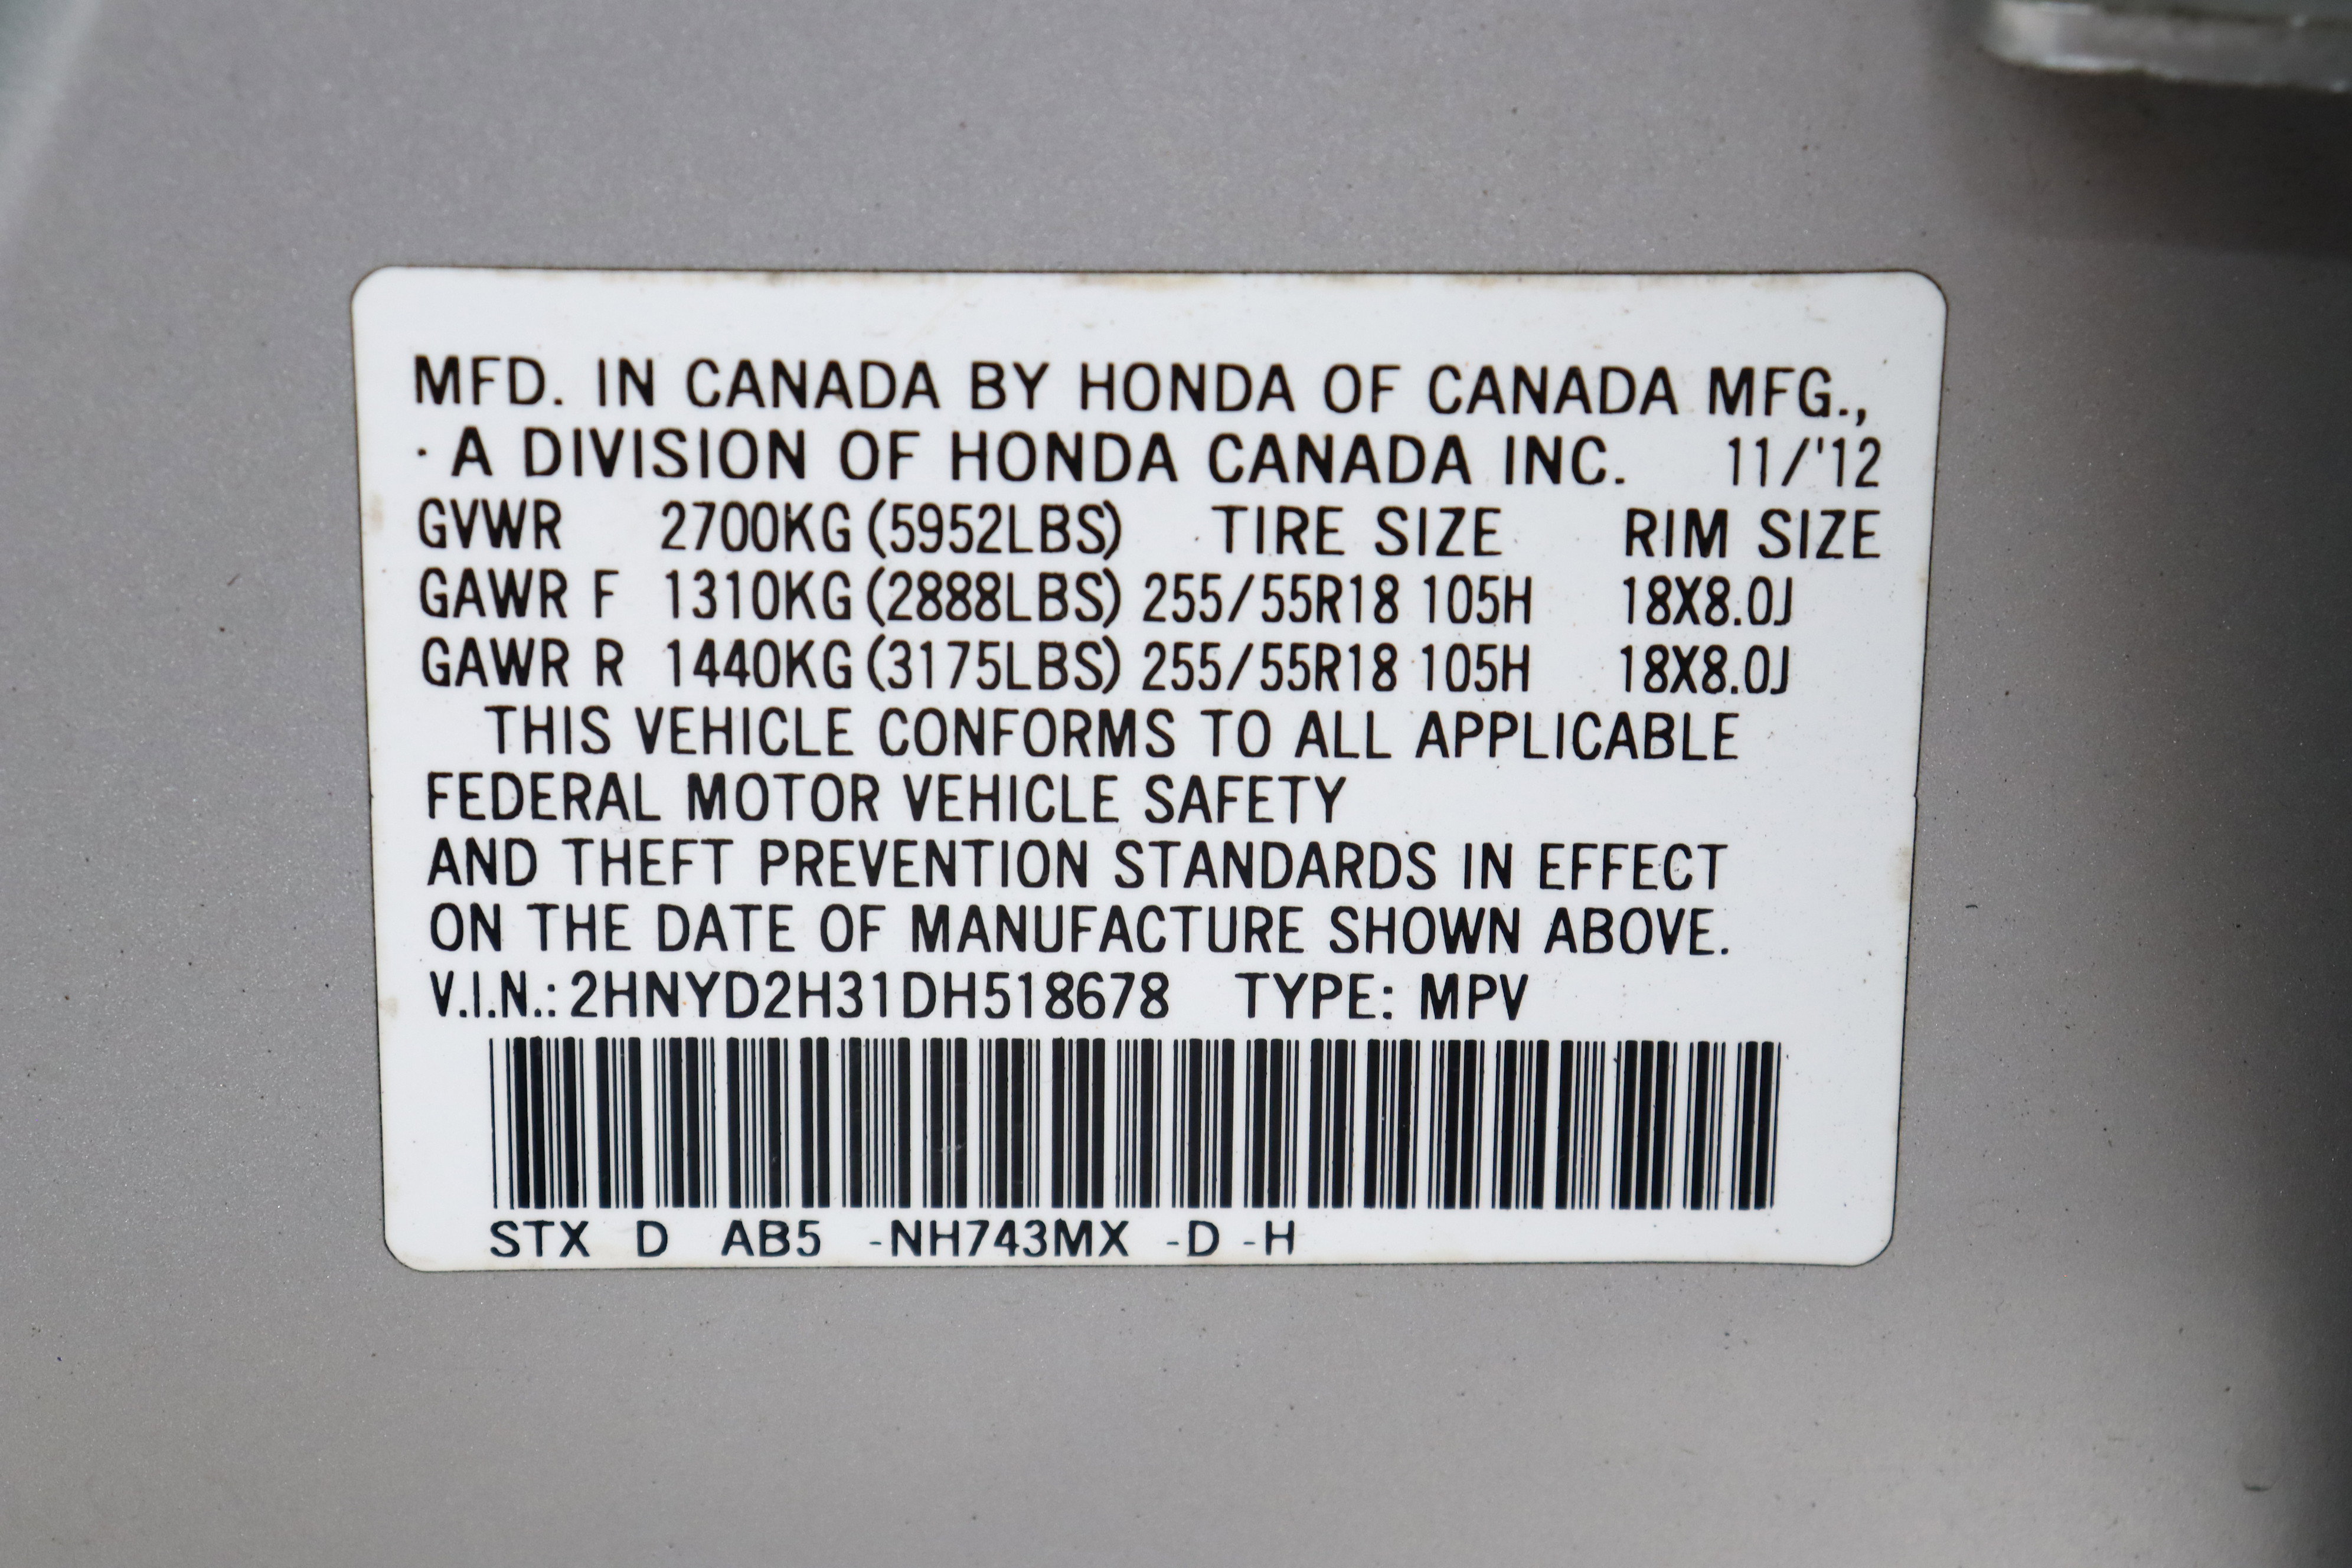 MFD. IN CANADA BY HONDA OF CANADA MFG.,
· A DIVISION OF HONDA CANADA INC. 11/'12
GVWR 2700KG (5952LBS) TIRE SIZE RIM SIZE
GAWR F 1310KG (2888LBS) 255/55R18 105H 18X8.0J
GAWR R 1440KG (3175LBS) 255/55R18 105H 18X8.0J
THIS VEHICLE CONFORMS TO ALL APPLICABLE
FEDERAL MOTOR VEHICLE SAFETY
AND THEFT PREVENTION STANDARDS IN EFFECT
ON THE DATE OF MANUFACTURE SHOWN ABOVE.
V.I.N.: 2HNYD2H31DH518678 TYPE: MPV
STX D AB5 -NH743MX -D -H